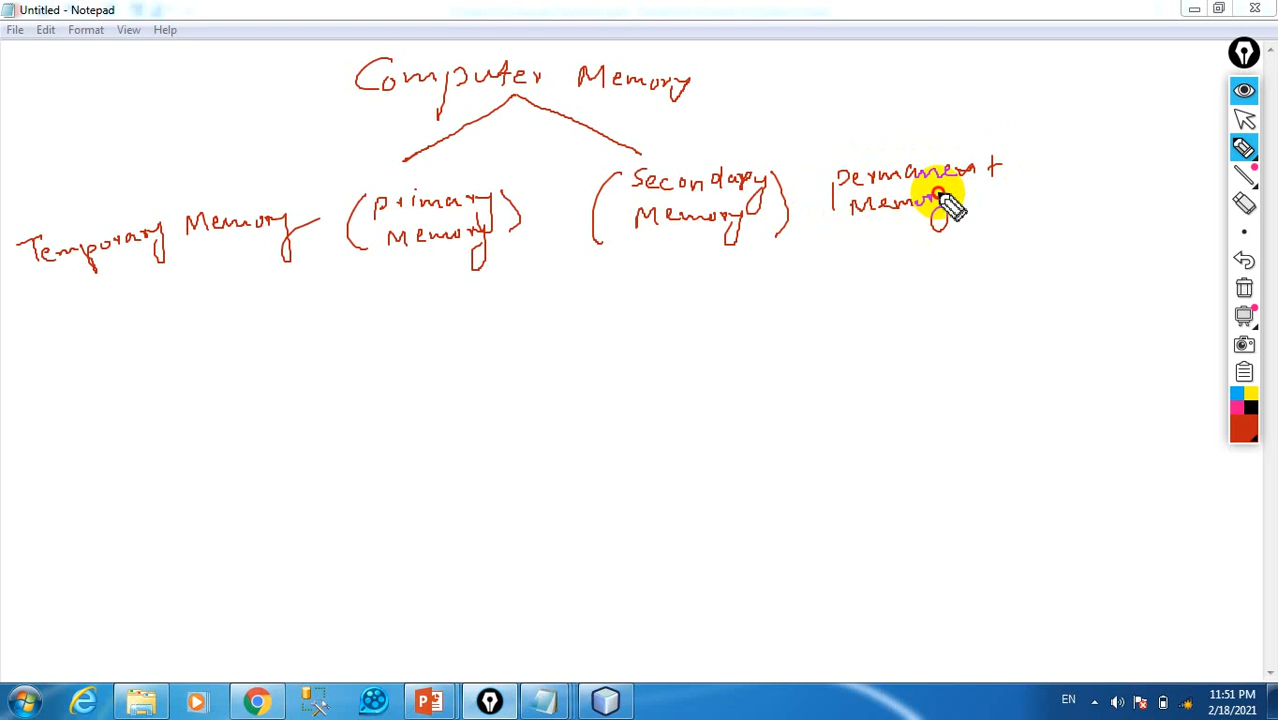 Untitled - Notepad
File Edit Format View Help
Computer Memory
Temporary Memory
(Primary
Memory)
(Secondary
Memory)
Permanent
Memory
EN
11:51 PM
2/18/2021